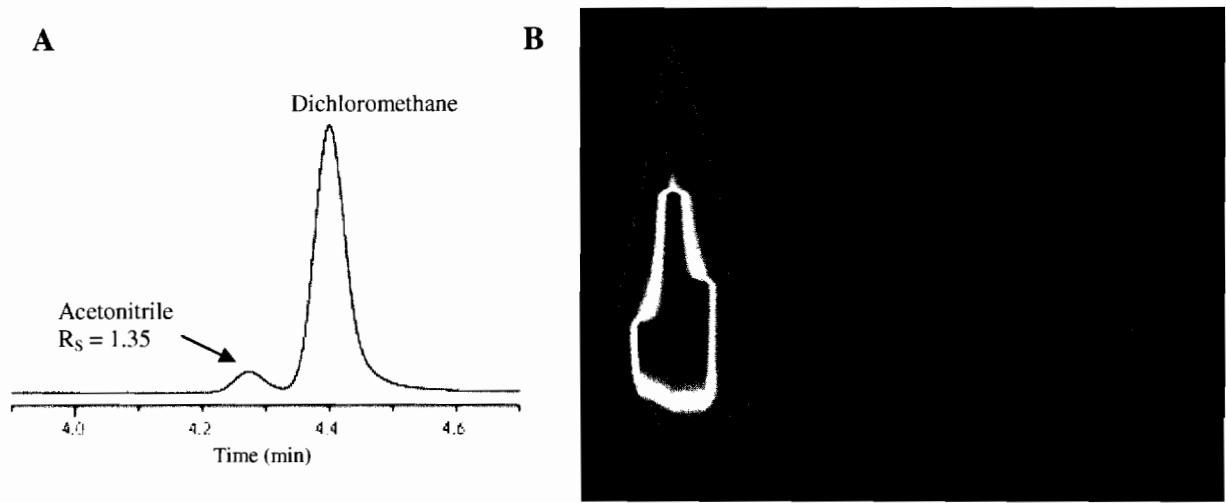 A
B
Dichloromethane
Acetonitrile
R_S = 1.35
4.0 4.2 4.4 4.6
Time (min)